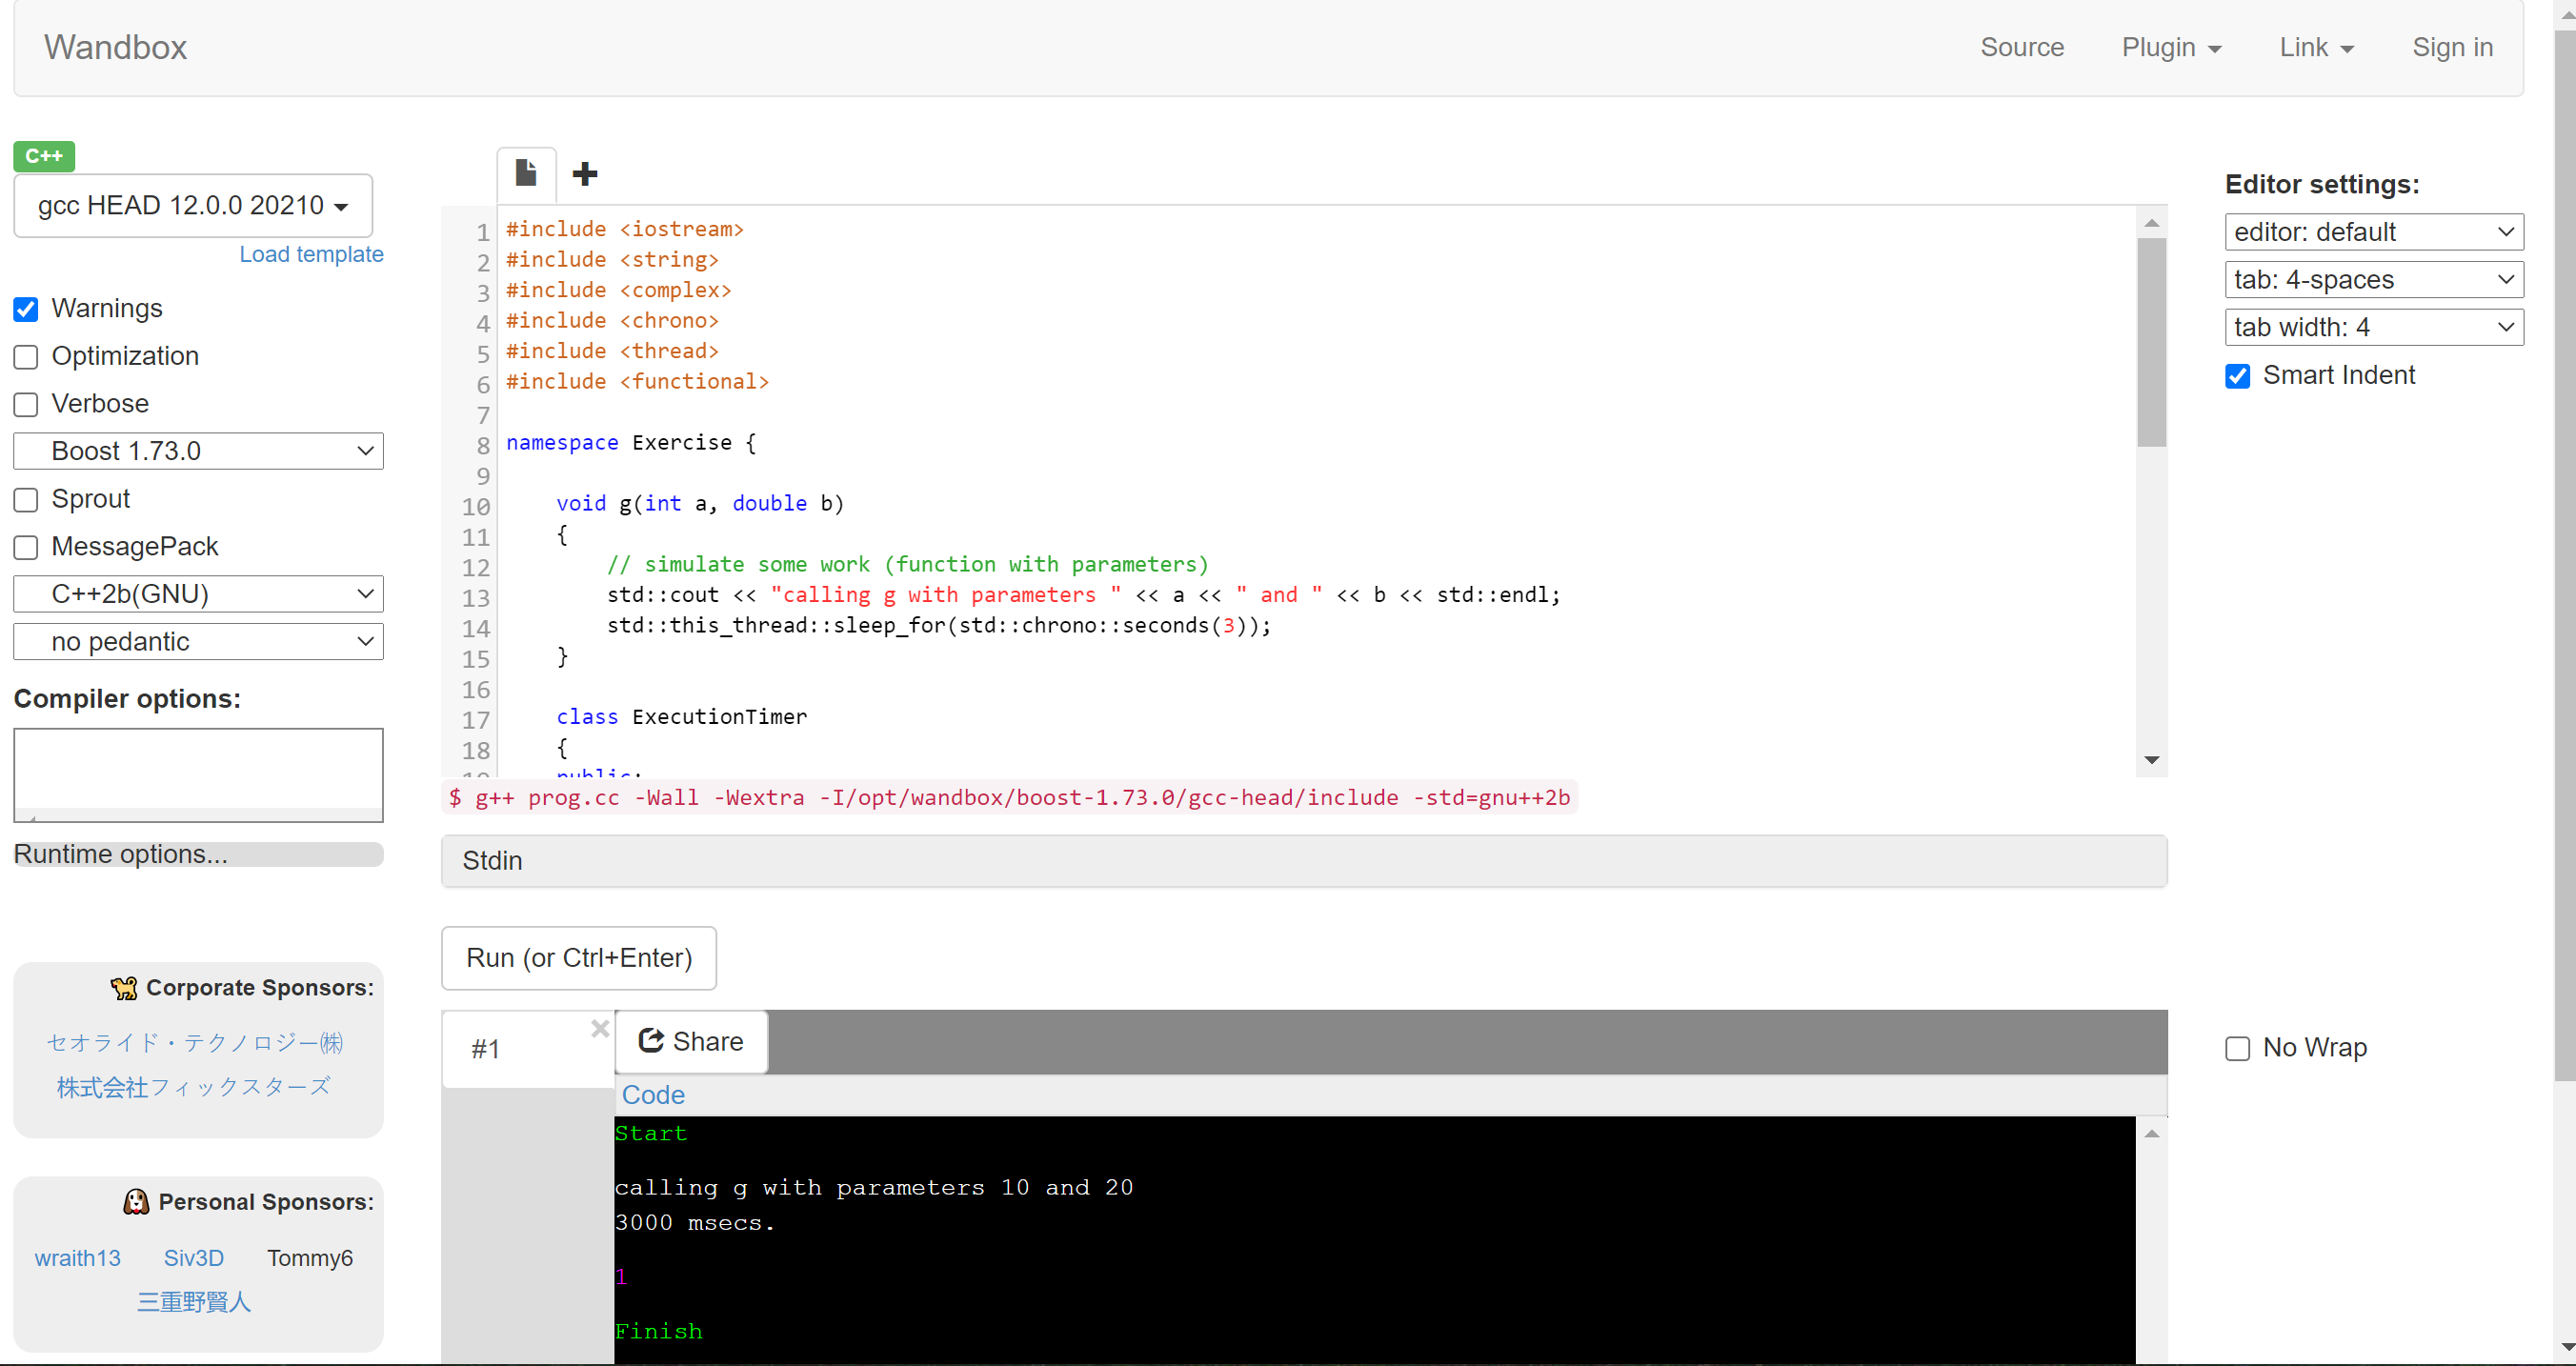 Wandbox
Source
Plugin
Link
Sign in
C++
gcc HEAD 12.0.0 20210
Load template
Warnings
Optimization
Verbose
Boost 1.73.0
Sprout
MessagePack
C++2b(GNU)
no pedantic
Compiler options:
Runtime options...
Corporate Sponsors:
セオライド・テクノロジー㈱
株式会社フィックスターズ
Personal Sponsors:
wraith13 Siv3D Tommy6
三重野賢人
1 #include <iostream>
2 #include <string>
3 #include <complex>
4 #include <chrono>
5 #include <thread>
6 #include <functional>
7
8 namespace Exercise {
9
10     void g(int a, double b)
11     {
12         // simulate some work (function with parameters)
13         std::cout << "calling g with parameters " << a << " and " << b << std::endl;
14         std::this_thread::sleep_for(std::chrono::seconds(3));
15     }
16
17     class ExecutionTimer
18     {
19     public:
$ g++ prog.cc -Wall -Wextra -I/opt/wandbox/boost-1.73.0/gcc-head/include -std=gnu++2b
Stdin
Run (or Ctrl+Enter)
#1
Share
Code
Start
calling g with parameters 10 and 20
3000 msecs.
1
Finish
Editor settings:
editor: default
tab: 4-spaces
tab width: 4
Smart Indent
No Wrap